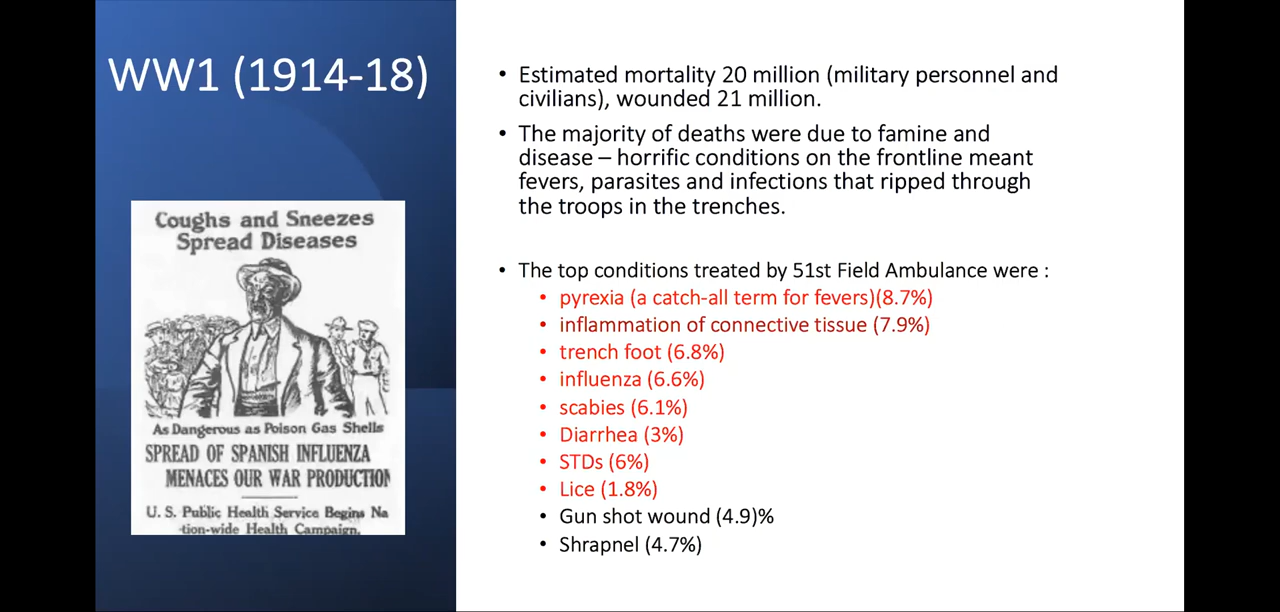 WW1 (1914-18)
Coughs and Sneezes
Spread Diseases
As Dangerous as Poison Gas Shells
SPREAD OF SPANISH INFLUENZA
MENACES OUR WAR PRODUCTION
U. S. Public Health Service Begins Na
-tion-wide Health Campaign.
• Estimated mortality 20 million (military personnel and
civilians), wounded 21 million.
• The majority of deaths were due to famine and
disease – horrific conditions on the frontline meant
fevers, parasites and infections that ripped through
the troops in the trenches.
• The top conditions treated by 51st Field Ambulance were :
• pyrexia (a catch-all term for fevers)(8.7%)
• inflammation of connective tissue (7.9%)
• trench foot (6.8%)
• influenza (6.6%)
• scabies (6.1%)
• Diarrhea (3%)
• STDs (6%)
• Lice (1.8%)
• Gun shot wound (4.9)%
• Shrapnel (4.7%)